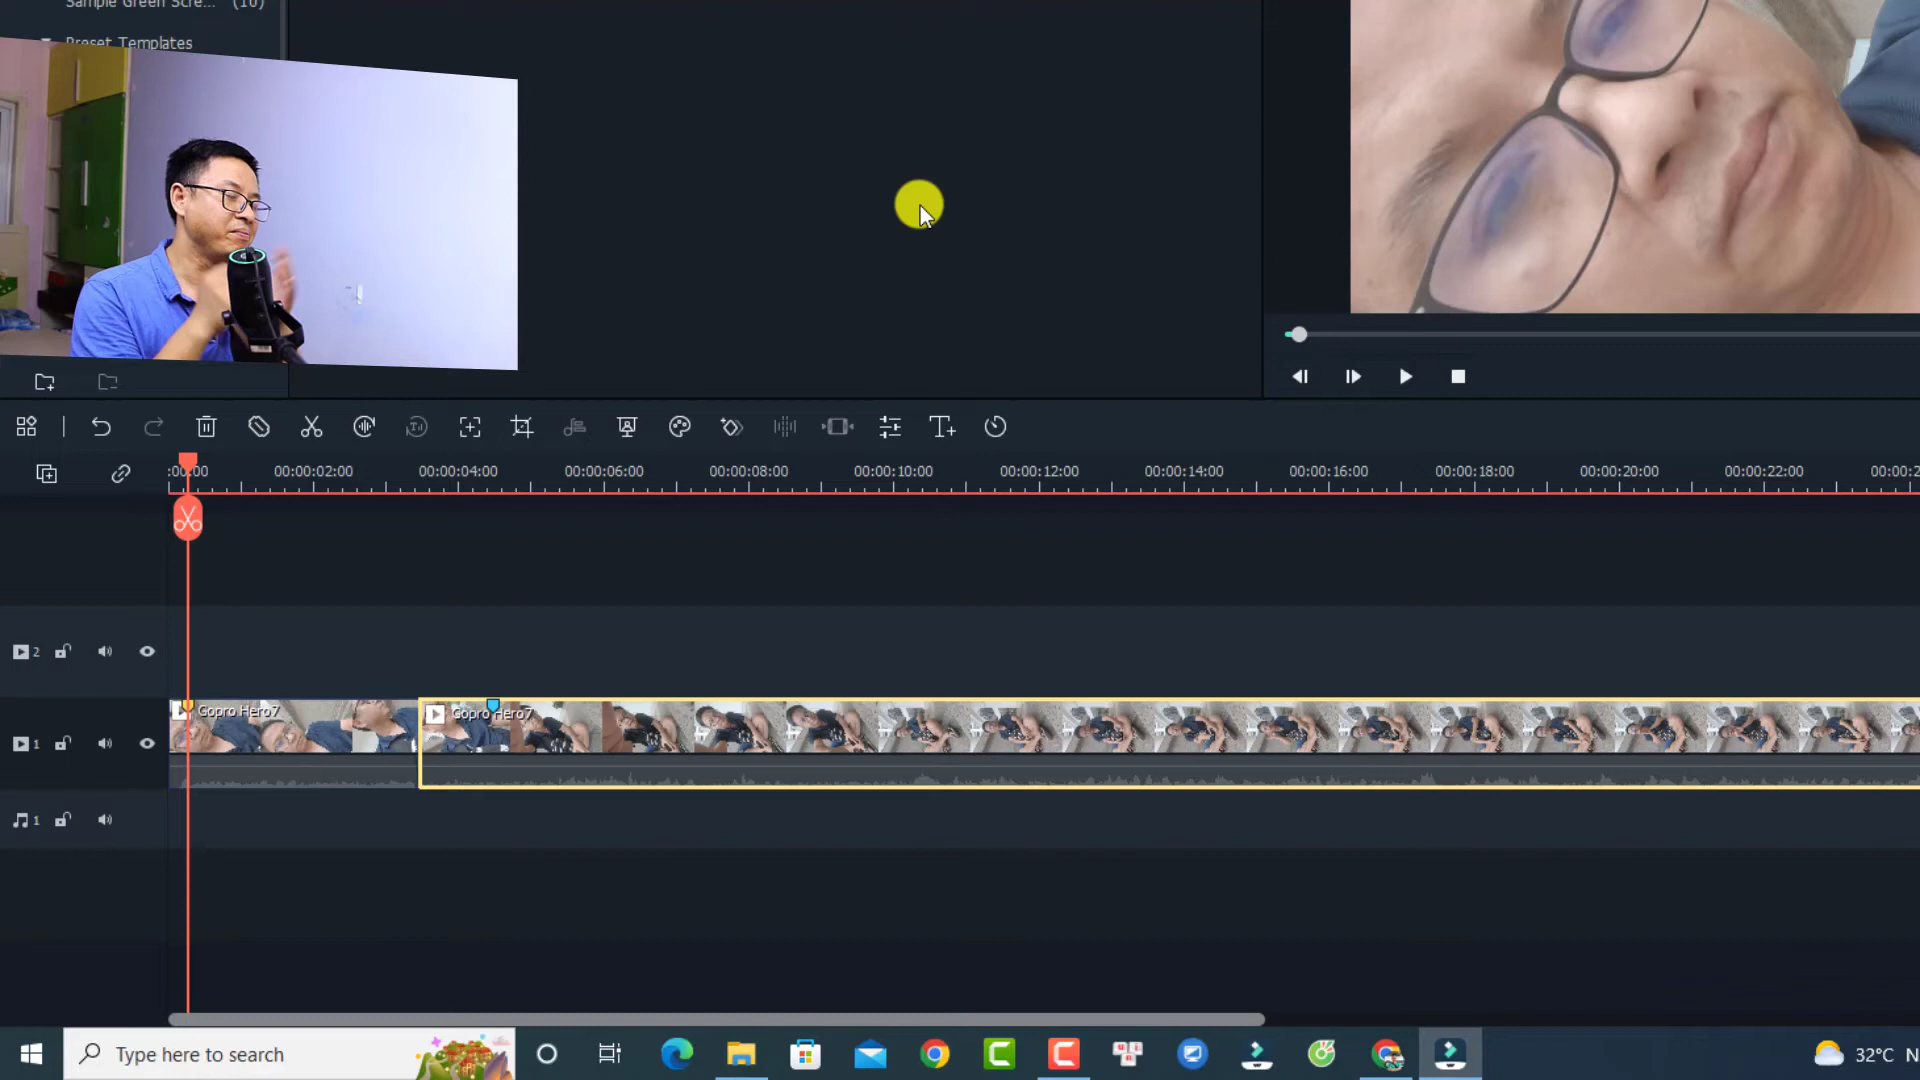 Sample Green Scre... (10)
Preset Templates
00:00:02:00 00:00:04:00 00:00:06:00 00:00:08:00 00:00:10:00 00:00:12:00 00:00:14:00 00:00:16:00 00:00:18:00 00:00:20:00 00:00:22:00 00:00:2
2
Gopro Hero7
Gopro Hero7
1
1
Type here to search
32°C N